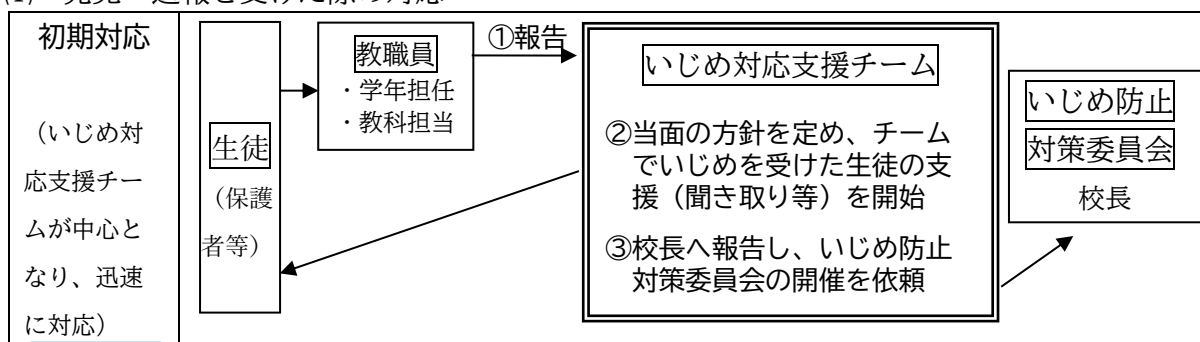 初期対応
（いじめ対
応支援チー
ムが中心と
なり、迅速
に対応）
生徒
（保護
者等）
教職員
・学年担任
・教科担当
①報告
いじめ対応支援チーム
②当面の方針を定め、チーム
でいじめを受けた生徒の支
援（聞き取り等）を開始
③校長へ報告し、いじめ防止
対策委員会の開催を依頼
いじめ防止
対策委員会
校長